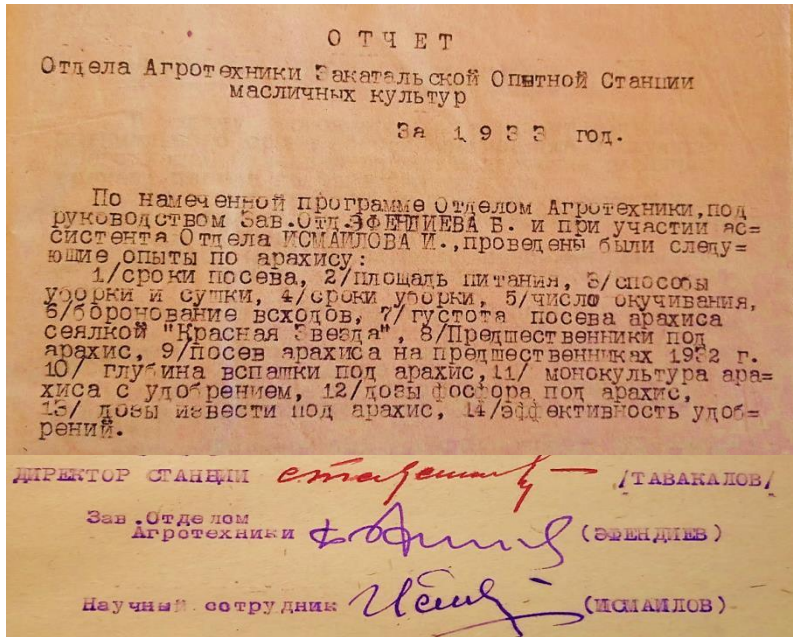 ОТЧЕТ
Отдела Агротехники Закатальской Опытной Станции
масличных культур
За 1933 год.
По намеченной программе Отделом Агротехники, под
руководством Зав.Отд.ЭФЕНДИЕВА Б. и при участии ас=
систента Отдела ИСМАИЛОВА И.,проведены были следу=
ющие опыты по арахису:
1/сроки посева, 2/площадь питания, 3/способы
уборки и сушки, 4/сроки уборки, 5/число окучивания,
6/боронование всходов, 7/густота посева арахиса
сеялкой "Красная Звезда", 8/Предшественники под
арахис, 9/посев арахиса на предшественниках 1932 г.
10/ глубина вспашки под арахис,11/ монокультура ара=
хиса с удобрением, 12/дозы фосфора под арахис,
13/ дозы извести под арахис, 14/эффективность удоб=
рений.
ДИРЕКТОР СТАНЦИИ /ТАВАКАЛОВ/
Зав.Отделом
Агротехники (ЭФЕНДИЕВ)
Научный сотрудник (ИСМАИЛОВ)